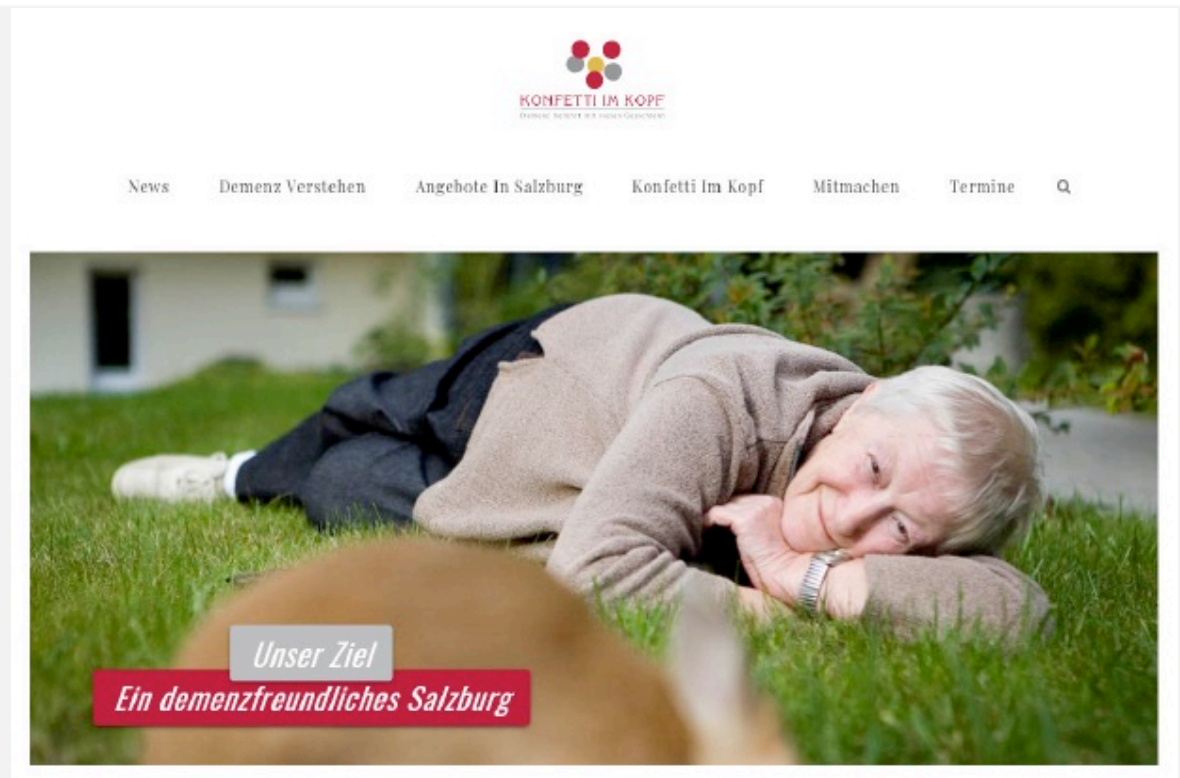 KONFETTI IM KOPF
News Demenz Verstehen Angebote In Salzburg Konfetti Im Kopf Mitmachen Termine
Unser Ziel
Ein demenzfreundliches Salzburg